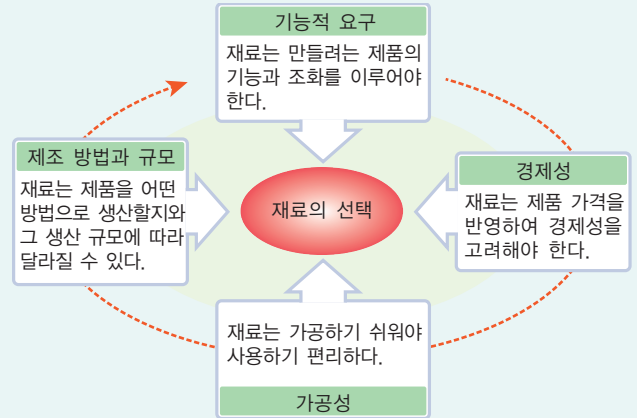 기능적 요구
재료는 만들려는 제품의
기능과 조화를 이루어야
한다.
제조 방법과 규모
재료는 제품을 어떤
방법으로 생산할지와
그 생산 규모에 따라
달라질 수 있다.
재료의 선택
경제성
재료는 제품 가격을
반영하여 경제성을
고려해야 한다.
재료는 가공하기 쉬워야
사용하기 편리하다.
가공성